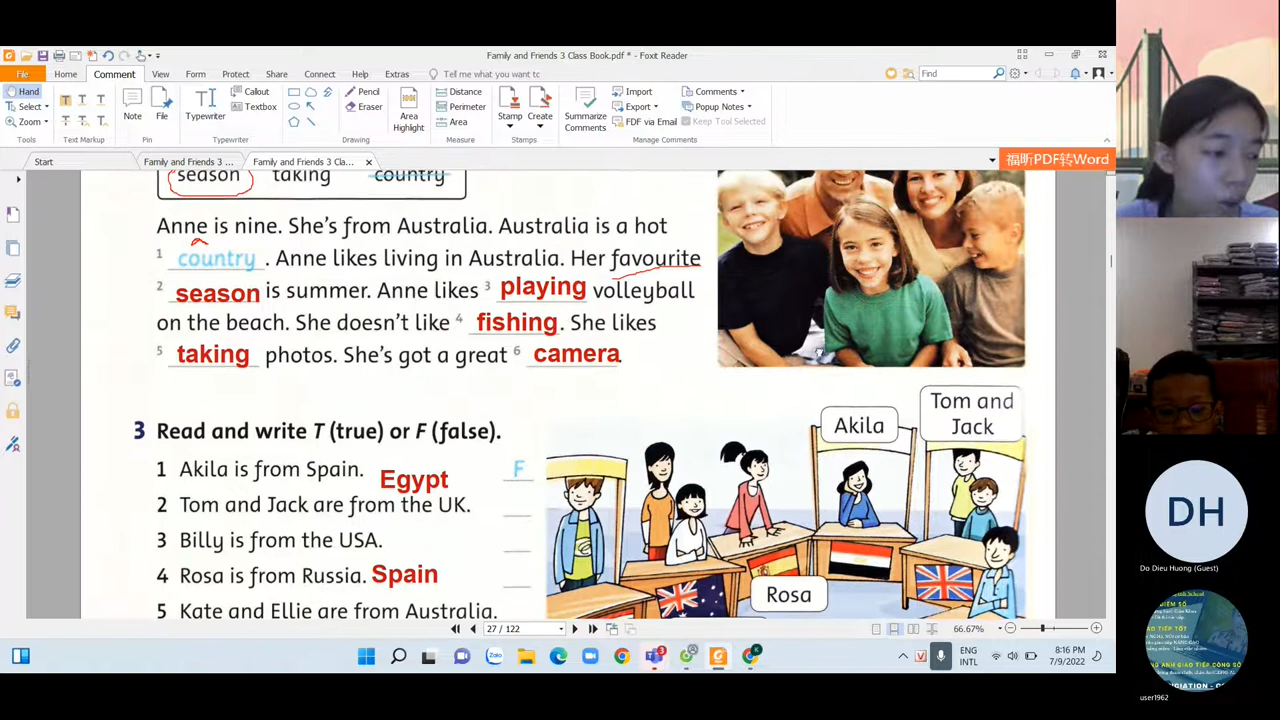 Family and Friends 3 Class Book.pdf * - Foxit Reader
File Home Comment View Form Protect Share Connect Help Extras Tell me what you want to Find
Hand Select Zoom Tools
Text Markup
Note File Pin
Typewriter Callout Textbox Typewriter
Pencil Eraser Area Highlight Drawing
Distance Perimeter Area Measure
Stamp Create Stamps
Summarize Comments Import Export FDF via Email Comments Popup Notes Keep Tool Selected Manage Comments
Start Family and Friends 3 ... Family and Friends 3 Cla... 福昕PDF转Word
season taking country
Anne is nine. She's from Australia. Australia is a hot
1 country . Anne likes living in Australia. Her favourite
2 season is summer. Anne likes 3 playing volleyball
on the beach. She doesn't like 4 fishing. She likes
5 taking photos. She's got a great 6 camera.
3 Read and write T (true) or F (false).
1 Akila is from Spain. Egypt F
2 Tom and Jack are from the UK.
3 Billy is from the USA.
4 Rosa is from Russia. Spain
5 Kate and Ellie are from Australia.
Akila
Tom and
Jack
Rosa
27 / 122
66.67%
Zalo
ENG
INTL
8:16 PM
7/9/2022
DH
Do Dieu Huong (Guest)
user1962